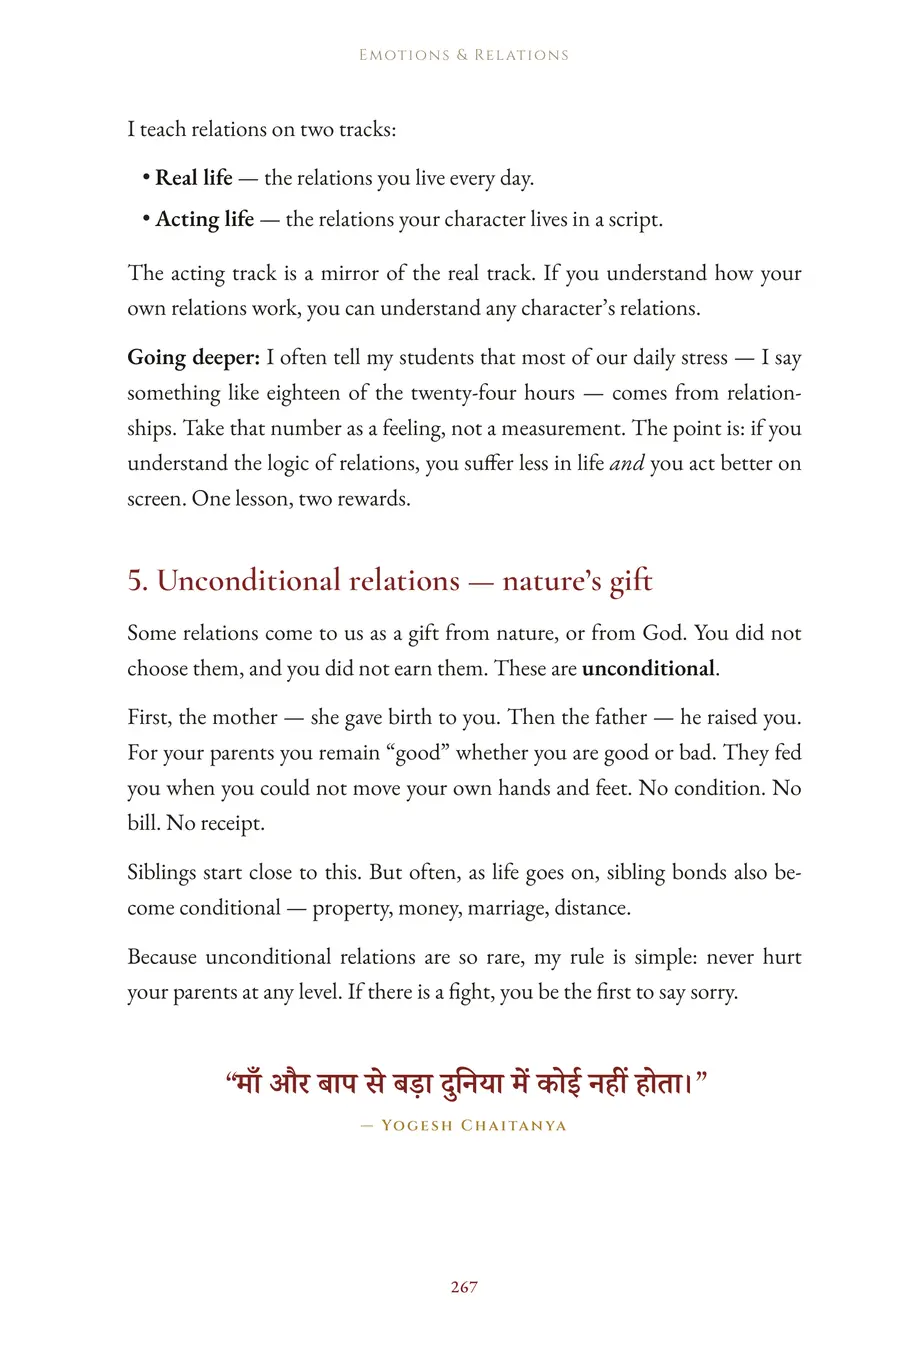 EMOTIONS & RELATIONS
I teach relations on two tracks:
• Real life — the relations you live every day.
• Acting life — the relations your character lives in a script.
The acting track is a mirror of the real track. If you understand how your
own relations work, you can understand any character’s relations.
Going deeper: I often tell my students that most of our daily stress — I say
something like eighteen of the twenty-four hours — comes from relation-
ships. Take that number as a feeling, not a measurement. The point is: if you
understand the logic of relations, you suffer less in life and you act better on
screen. One lesson, two rewards.
5. Unconditional relations — nature’s gift
Some relations come to us as a gift from nature, or from God. You did not
choose them, and you did not earn them. These are unconditional.
First, the mother — she gave birth to you. Then the father — he raised you.
For your parents you remain “good” whether you are good or bad. They fed
you when you could not move your own hands and feet. No condition. No
bill. No receipt.
Siblings start close to this. But often, as life goes on, sibling bonds also be-
come conditional — property, money, marriage, distance.
Because unconditional relations are so rare, my rule is simple: never hurt
your parents at any level. If there is a fight, you be the first to say sorry.
“माँ और बाप से बड़ा दुनिया में कोई नहीं होता।”
— YOGESH CHAITANYA
267